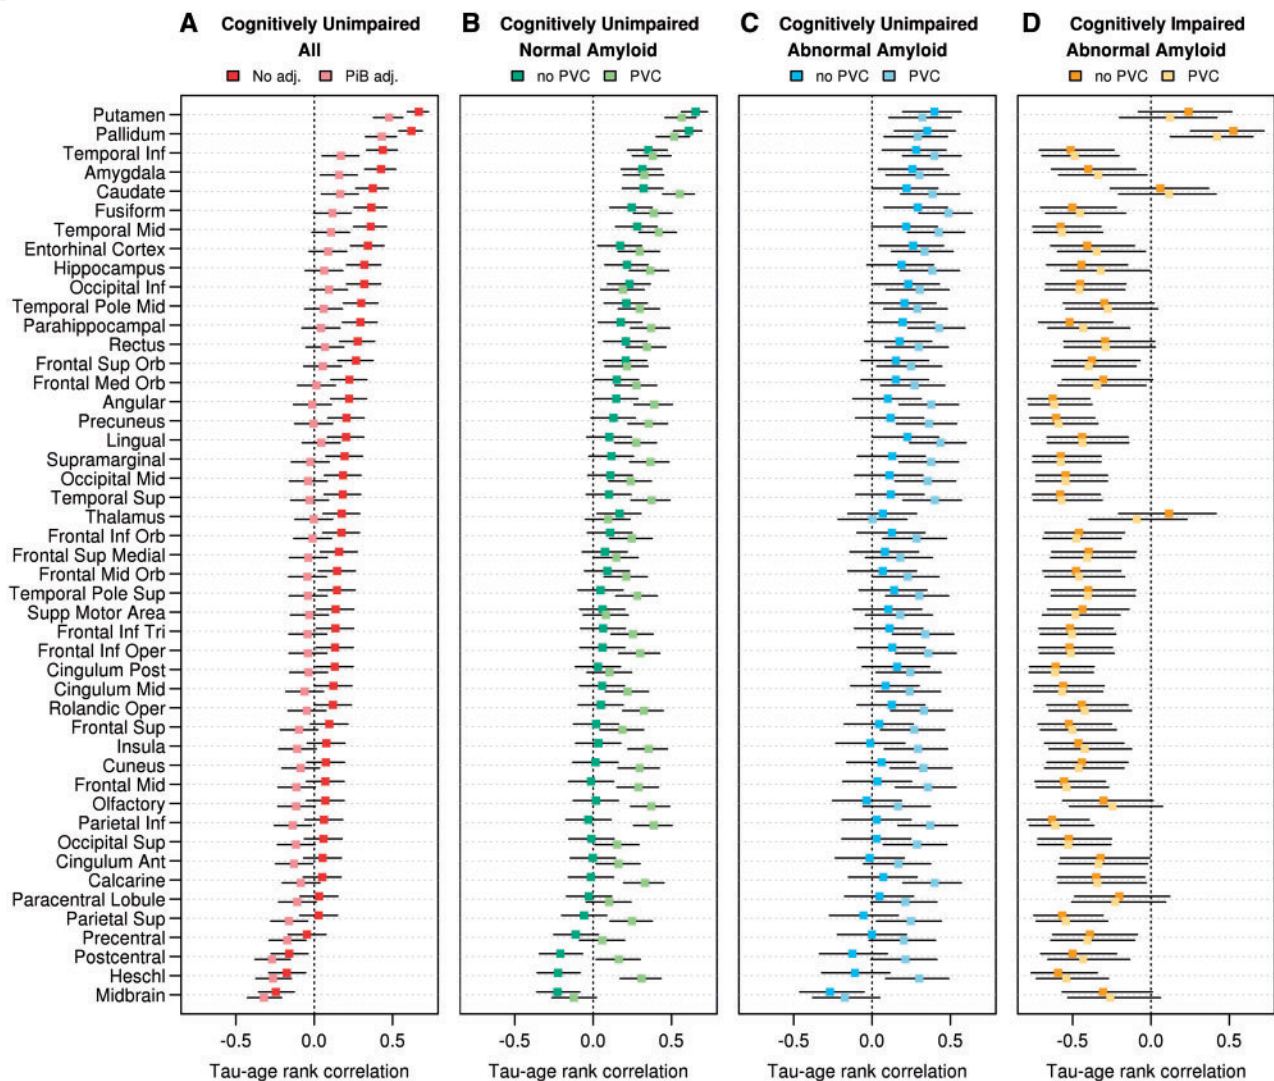 A Cognitively Unimpaired
All
No adj. PiB adj.
B Cognitively Unimpaired
Normal Amyloid
no PVC PVC
C Cognitively Unimpaired
Abnormal Amyloid
no PVC PVC
D Cognitively Impaired
Abnormal Amyloid
no PVC PVC
Putamen
Pallidum
Temporal Inf
Amygdala
Caudate
Fusiform
Temporal Mid
Entorhinal Cortex
Hippocampus
Occipital Inf
Temporal Pole Mid
Parahippocampal
Rectus
Frontal Sup Orb
Frontal Med Orb
Angular
Precuneus
Lingual
Supramarginal
Occipital Mid
Temporal Sup
Thalamus
Frontal Inf Orb
Frontal Sup Medial
Frontal Mid Orb
Temporal Pole Sup
Supp Motor Area
Frontal Inf Tri
Frontal Inf Oper
Cingulum Post
Cingulum Mid
Rolandic Oper
Frontal Sup
Insula
Cuneus
Frontal Mid
Olfactory
Parietal Inf
Occipital Sup
Cingulum Ant
Calcarine
Paracentral Lobule
Parietal Sup
Precentral
Postcentral
Heschl
Midbrain
-0.5 0.0 0.5
Tau-age rank correlation
-0.5 0.0 0.5
Tau-age rank correlation
-0.5 0.0 0.5
Tau-age rank correlation
-0.5 0.0 0.5
Tau-age rank correlation